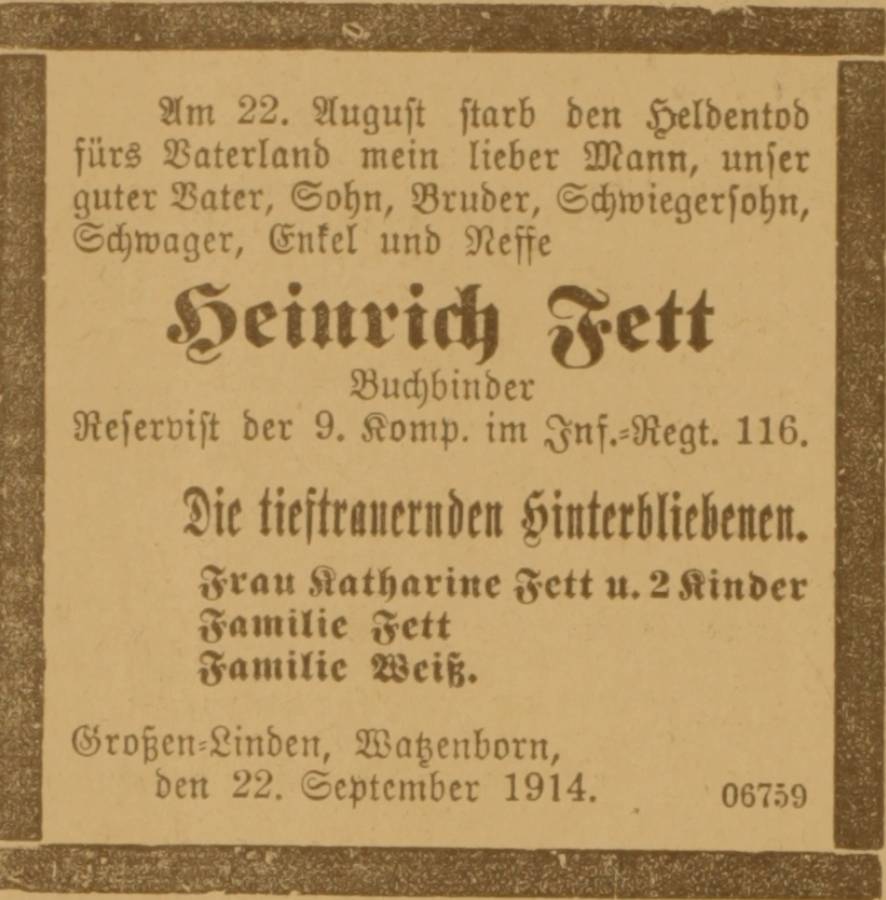 Am 22. August starb den Heldentod
fürs Vaterland mein lieber Mann, unser
guter Vater, Sohn, Bruder, Schwiegersohn,
Schwager, Enkel und Neffe
Heinrich Fett
Buchbinder
Reservist der 9. Komp. im Inf.-Regt. 116.
Die tieftrauernden Hinterbliebenen.
Frau Katharine Fett u. 2 Kinder
Familie Fett
Familie Weiß.
Großen-Linden, Watzenborn,
den 22. September 1914. 06759